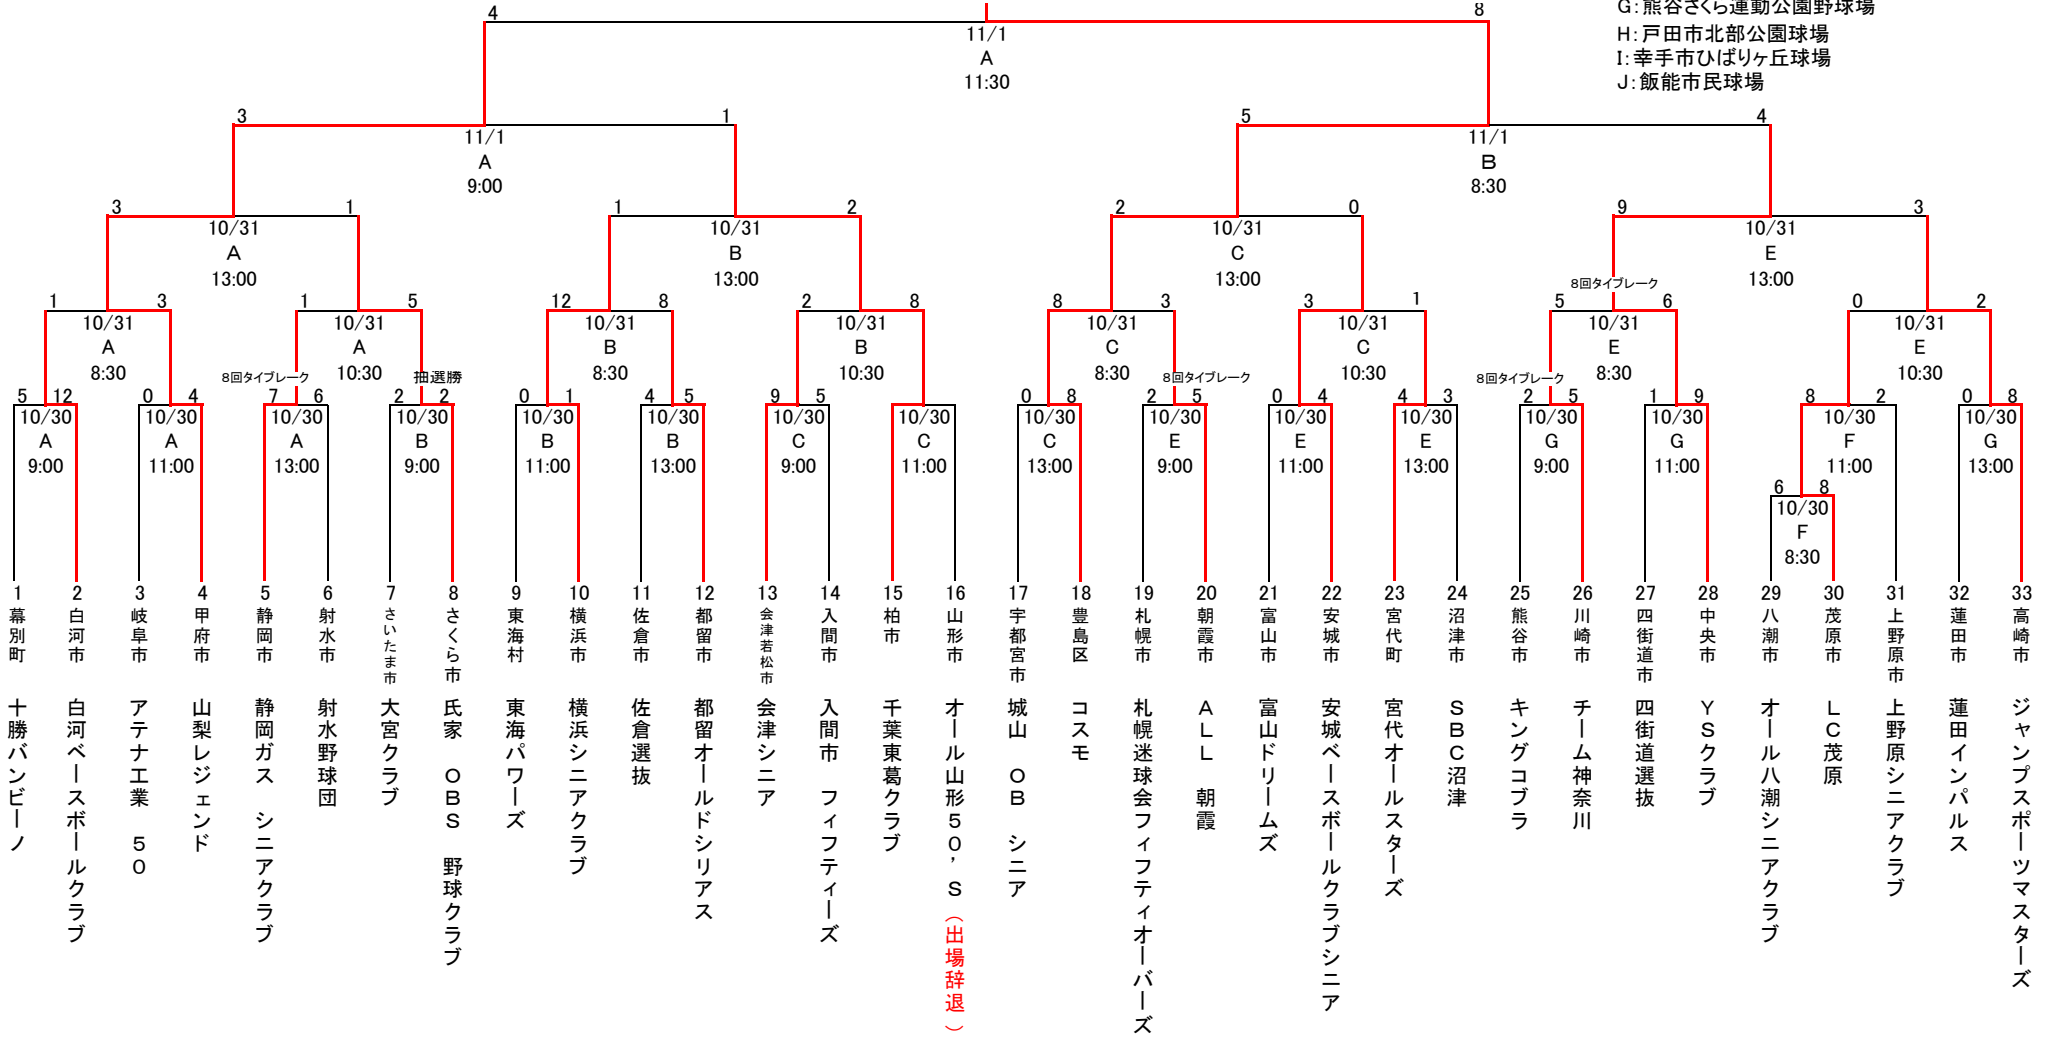 G：熊谷さくら運動公園野球場
H：戸田市北部公園球場
I：幸手市ひばりヶ丘球場
J：飯能市民球場
4 8
11/1
A
11:30
3 1 5 4
11/1 11/1
A B
9:00 8:30
3 1 1 2 2 0 9 3
10/31 10/31 10/31 10/31
A B C E
13:00 13:00 13:00 13:00
8回タイブレーク
1 3 1 5 12 8 2 8 8 3 3 1 5 6 0 2
10/31 10/31 10/31 10/31 10/31 10/31 10/31 10/31
A A B B C C E E
8:30 10:30 8:30 10:30 8:30 10:30 8:30 10:30
8回タイブレーク 抽選勝 8回タイブレーク 8回タイブレーク
5 12 0 4 7 6 2 2 0 1 4 5 9 5 0 8 2 5 0 4 4 3 2 5 1 9 8 2 0 8
10/30 10/30 10/30 10/30 10/30 10/30 10/30 10/30 10/30 10/30 10/30 10/30 10/30 10/30 10/30 10/30
A A A B B B C C C E E E G G F G
9:00 11:00 13:00 9:00 11:00 13:00 9:00 11:00 13:00 9:00 11:00 13:00 9:00 11:00 11:00 13:00
6 8
10/30
F
8:30
1 幕別町 十勝バンビーノ
2 白河市 白河ベースボールクラブ
3 岐阜市 アテナ工業 50
4 甲府市 山梨レジェンド
5 静岡市 静岡ガス シニアクラブ
6 射水市 射水野球団
7 さいたま市 大宮クラブ
8 さくら市 氏家 OBS 野球クラブ
9 東海村 東海パワーズ
10 横浜市 横浜シニアクラブ
11 佐倉市 佐倉選抜
12 都留市 都留オールドシリアス
13 会津若松市 会津シニア
14 入間市 入間市 フィフティーズ
15 柏市 千葉東葛クラブ
16 山形市 オール山形50’S（出場辞退）
17 宇都宮市 城山 OB シニア
18 豊島区 コスモ
19 札幌市 札幌迷球会フィフティオーバーズ
20 朝霞市 ALL 朝霞
21 富山市 富山ドリームズ
22 安城市 安城ベースボールクラブシニア
23 宮代町 宮代オールスターズ
24 沼津市 SBC沼津
25 熊谷市 キングコブラ
26 川崎市 チーム神奈川
27 四街道市 四街道選抜
28 中央市 YSクラブ
29 八潮市 オール八潮シニアクラブ
30 茂原市 LC茂原
31 上野原市 上野原シニアクラブ
32 蓮田市 蓮田インパルス
33 高崎市 ジャンプスポーツマスターズ